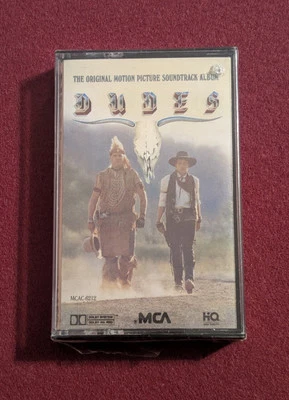 THE ORIGINAL MOTION PICTURE SOUNDTRACK ALBUM
DUDES
MCAC-6212
MCA
HQ